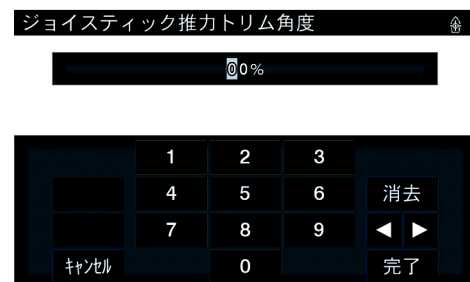 ジョイスティック推力トリム角度
00%
1 2 3
4 5 6 消去
7 8 9 ◀ ▶
キャンセル 0 完了